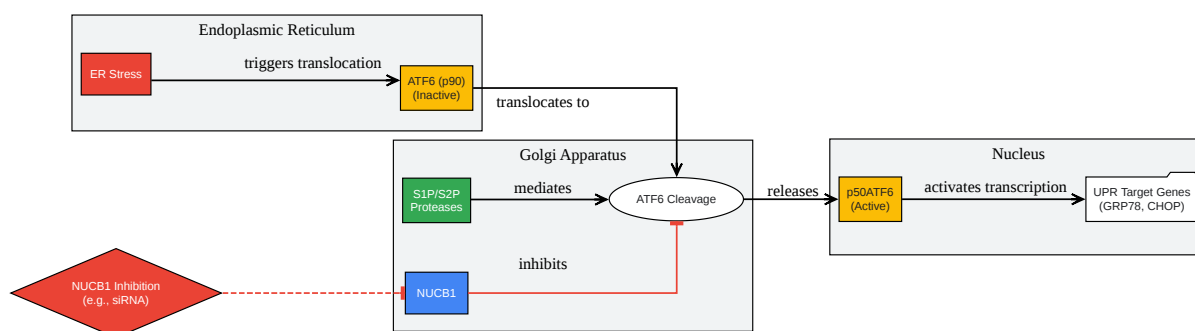 Endoplasmic Reticulum
ER Stress
triggers translocation
ATF6 (p90)
(Inactive)
translocates to
Golgi Apparatus
S1P/S2P
Proteases
mediates
ATF6 Cleavage
releases
Nucleus
p50ATF6
(Active)
activates transcription
UPR Target Genes
(GRP78, CHOP)
NUCB1 Inhibition
(e.g., siRNA)
NUCB1
inhibits